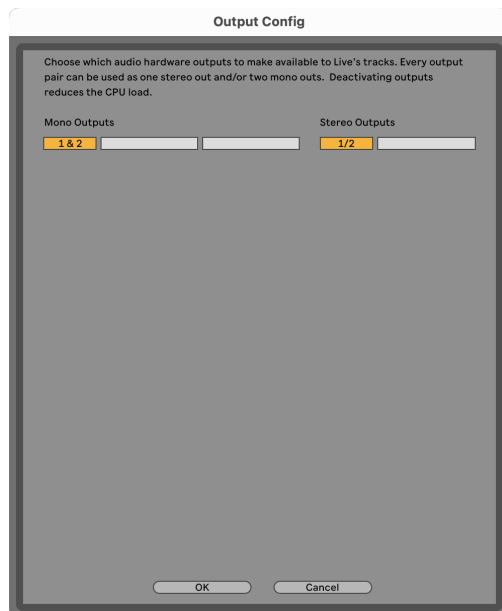 Output Config
Choose which audio hardware outputs to make available to Live's tracks. Every output
pair can be used as one stereo out and/or two mono outs.  Deactivating outputs
reduces the CPU load.
Mono Outputs
Stereo Outputs
1 & 2
1/2
OK
Cancel